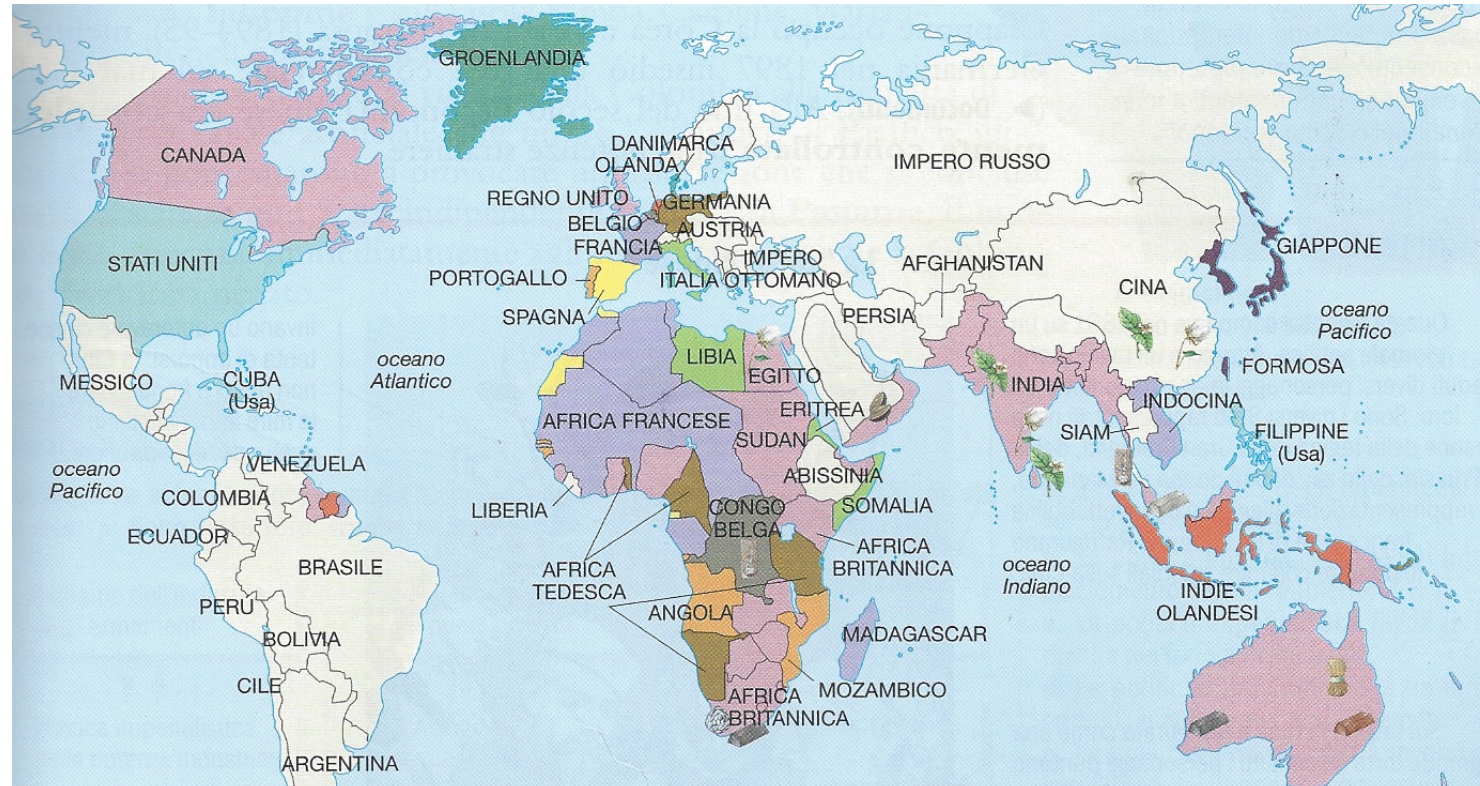 GROENLANDIA
CANADA
STATI UNITI
MESSICO
CUBA
(Usa)
oceano
Atlantico
oceano
Pacifico
VENEZUELA
COLOMBIA
ECUADOR
BRASILE
PERÙ
BOLIVIA
CILE
ARGENTINA
DANIMARCA
OLANDA
REGNO UNITO
GERMANIA
BELGIO
AUSTRIA
FRANCIA
IMPERO
OTTOMANO
PORTOGALLO
ITALIA
SPAGNA
IMPERO RUSSO
AFGHANISTAN
PERSIA
CINA
GIAPPONE
oceano
Pacifico
FORMOSA
INDIA
INDOCINA
SIAM
FILIPPINE
(Usa)
LIBIA
EGITTO
AFRICA FRANCESE
ERITREA
SUDAN
ABISSINIA
LIBERIA
CONGO
BELGA
SOMALIA
AFRICA
BRITANNICA
AFRICA
TEDESCA
ANGOLA
MADAGASCAR
MOZAMBICO
AFRICA
BRITANNICA
oceano
Indiano
INDIE
OLANDESI